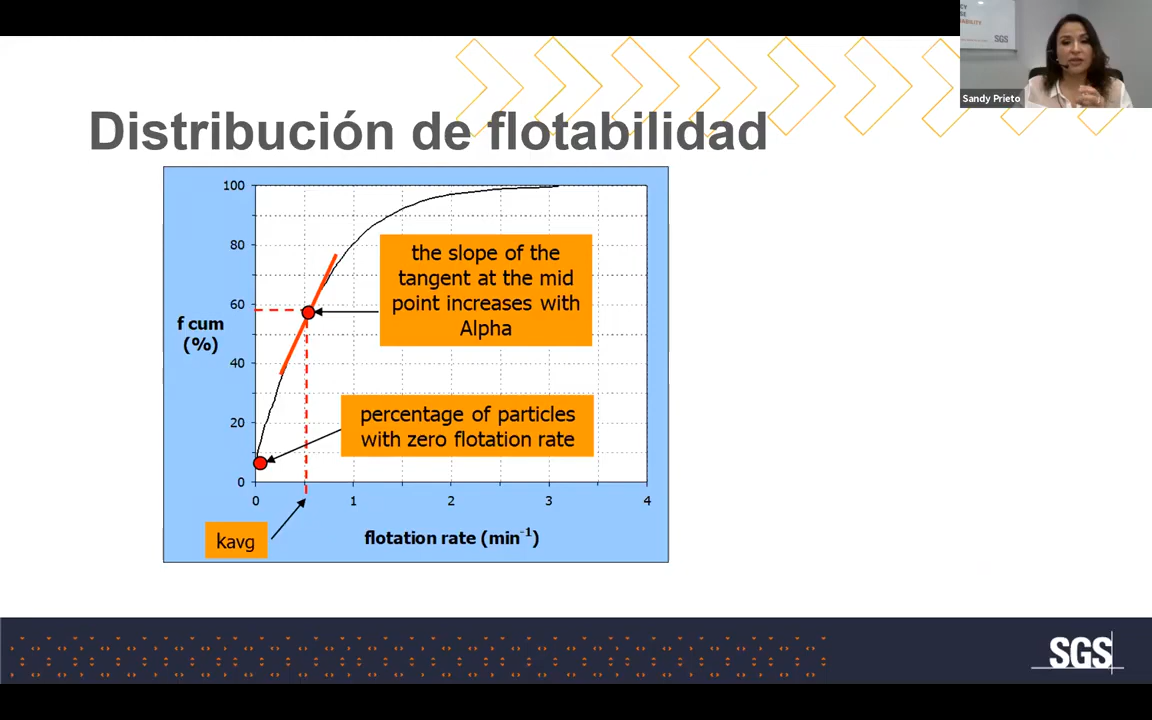 SGS
Sandy Prieto
Distribución de flotabilidad
100
80
60
40
20
0
f cum
(%)
the slope of the
tangent at the mid
point increases with
Alpha
percentage of particles
with zero flotation rate
0 1 2 3 4
kavg
flotation rate (min⁻¹)
SGS